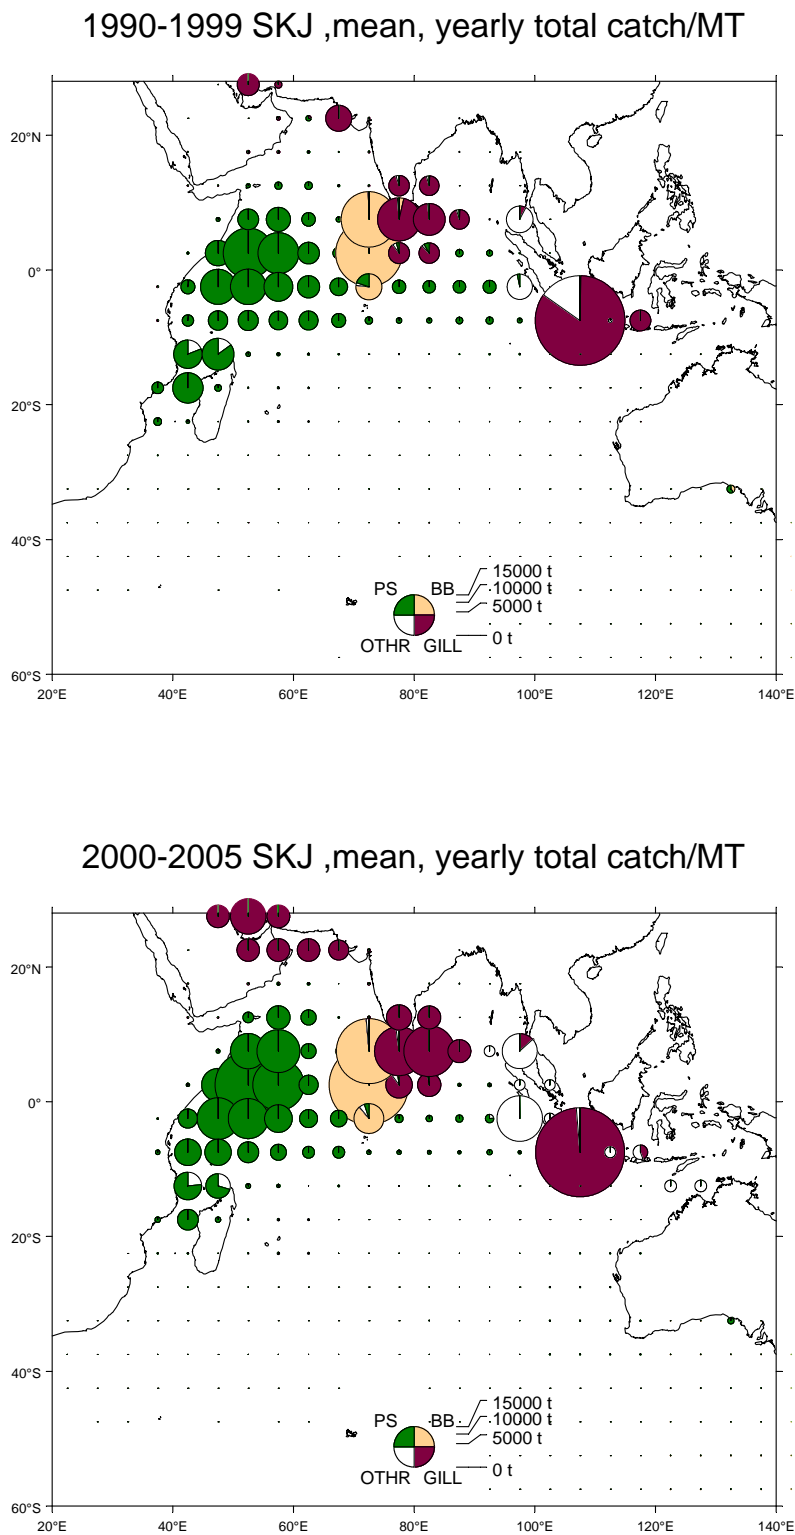 1990-1999 SKJ ,mean, yearly total catch/MT
20°N
0°
20°S
40°S
15000 t
PS BB 10000 t
5000 t
0 t
OTHR GILL
60°S
20°E 40°E 60°E 80°E 100°E 120°E 140°E
2000-2005 SKJ ,mean, yearly total catch/MT
20°N
0°
20°S
40°S
15000 t
PS BB 10000 t
5000 t
0 t
OTHR GILL
60°S
20°E 40°E 60°E 80°E 100°E 120°E 140°E